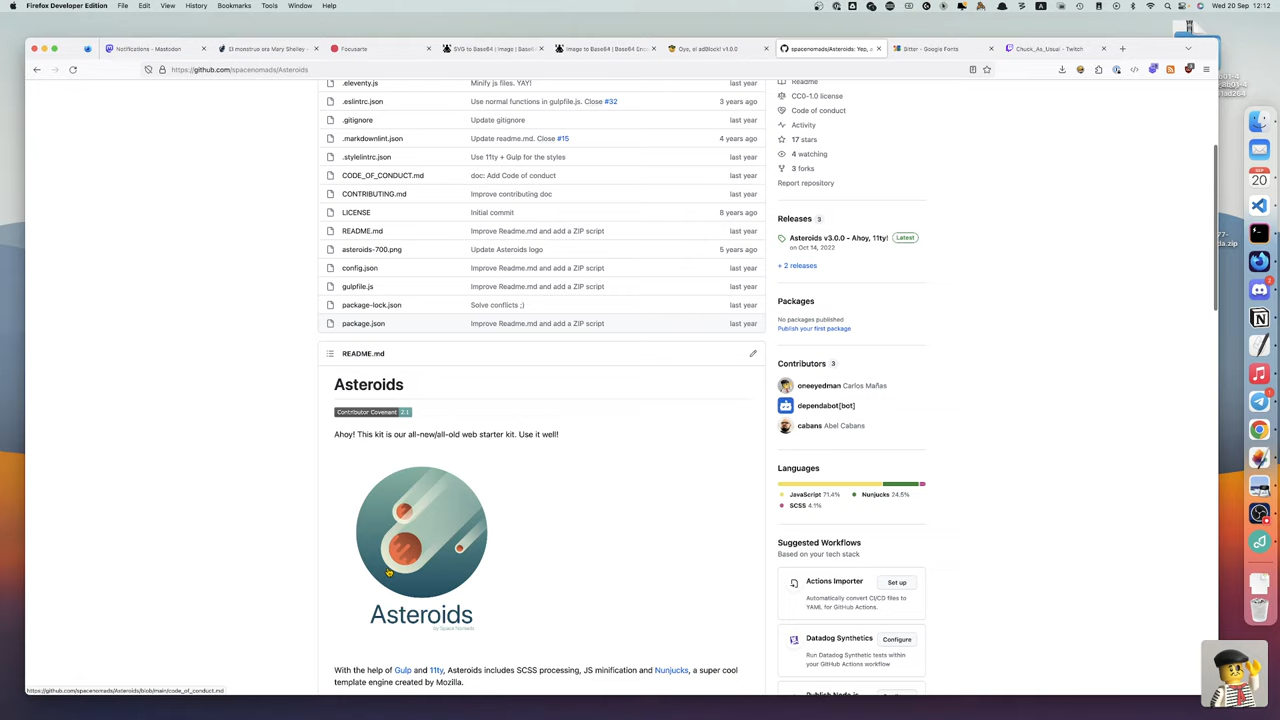 Firefox Developer Edition File Edit View History Bookmarks Tools Window Help
Wed 20 Sep 12:12
Notifications - Mastodon
El monstruo ora Mary Shelley
Focusarte
SVG to Base64 | Image | Base6
Image to Base64 | Base64 Enc
Oye, el adBlock! v1.0.0
spacenomads/Asteroids: Yep, o
Sitter - Google Fonts
Chuck_As_Usual - Twitch
https://github.com/spacenomads/Asteroids
.eleventy.js Minify js files. YAY! last year
.eslintrc.json Use normal functions in gulpfile.js. Close #32 3 years ago
.gitignore Update gitignore last year
.markdownlint.json Update readme.md. Close #15 4 years ago
.stylelintrc.json Use 11ty + Gulp for the styles last year
CODE_OF_CONDUCT.md doc: Add Code of conduct last year
CONTRIBUTING.md Improve contributing doc last year
LICENSE Initial commit 8 years ago
README.md Improve Readme.md and add a ZIP script last year
asteroids-700.png Update Asteroids logo 5 years ago
config.json Improve Readme.md and add a ZIP script last year
gulpfile.js Improve Readme.md and add a ZIP script last year
package-lock.json Solve conflicts ;) last year
package.json Improve Readme.md and add a ZIP script last year
README.md
Asteroids
Contributor Covenant 2.1
Ahoy! This kit is our all-new/all-old web starter kit. Use it well!
Asteroids
by Space Nomads
With the help of Gulp and 11ty, Asteroids includes SCSS processing, JS minification and Nunjucks, a super cool
template engine created by Mozilla.
Readme
CC0-1.0 license
Code of conduct
Activity
17 stars
4 watching
3 forks
Report repository
Releases 3
Asteroids v3.0.0 - Ahoy, 11ty! Latest
on Oct 14, 2022
+ 2 releases
Packages
No packages published
Publish your first package
Contributors 3
oneeyedman Carlos Mañas
dependabot[bot]
cabans Abel Cabans
Languages
JavaScript 71.4% Nunjucks 24.5%
SCSS 4.1%
Suggested Workflows
Based on your tech stack
Actions Importer Set up
Automatically convert CI/CD files to
YAML for GitHub Actions.
Datadog Synthetics Configure
Run Datadog Synthetic tests within
your GitHub Actions workflow
https://github.com/spacenomads/Asteroids/blob/main/code_of_conduct.md
SEP
20